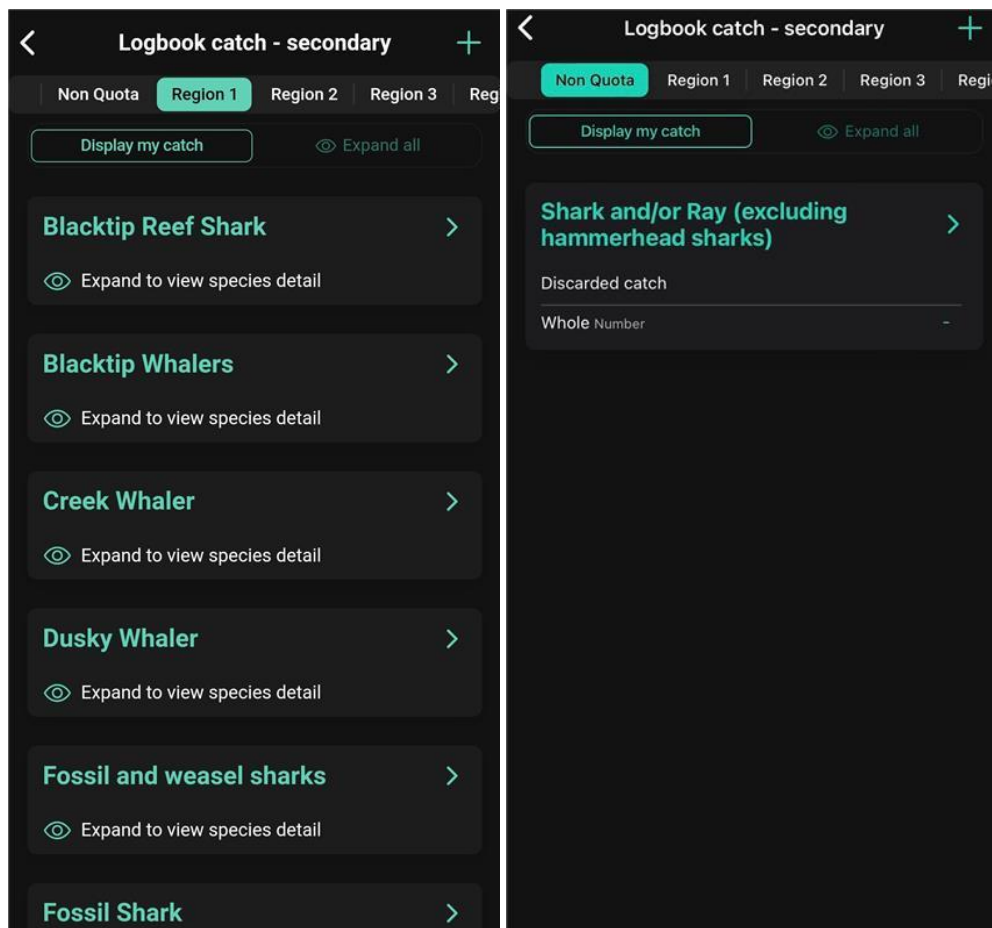 Logbook catch - secondary
Non Quota Region 1 Region 2 Region 3 Reg
Display my catch Expand all
Blacktip Reef Shark
Expand to view species detail
Blacktip Whalers
Expand to view species detail
Creek Whaler
Expand to view species detail
Dusky Whaler
Expand to view species detail
Fossil and weasel sharks
Expand to view species detail
Fossil Shark
Logbook catch - secondary
Non Quota Region 1 Region 2 Region 3 Regi
Display my catch Expand all
Shark and/or Ray (excluding
hammerhead sharks)
Discarded catch
Whole Number -